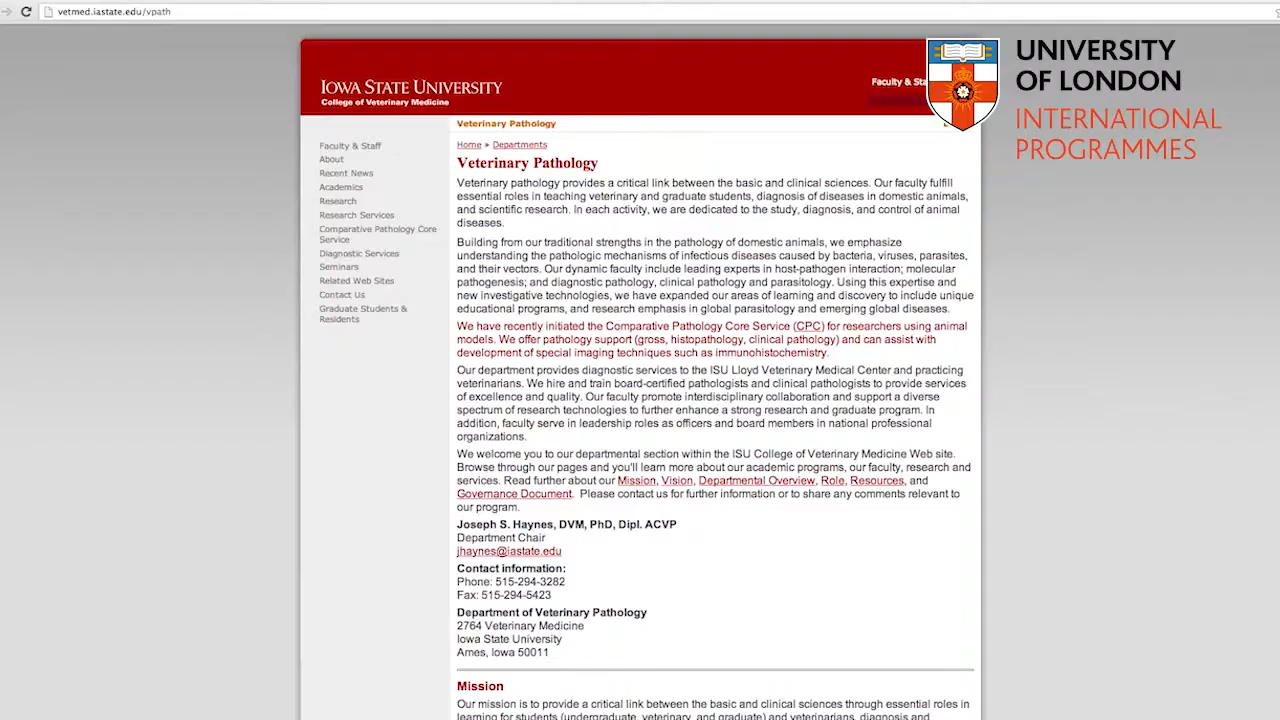 vetmed.iastate.edu/vpath
UNIVERSITY
OF LONDON
INTERNATIONAL
PROGRAMMES
IOWA STATE UNIVERSITY
College of Veterinary Medicine
Faculty &
Veterinary Pathology
Faculty & Staff
About
Recent News
Academics
Research
Research Services
Comparative Pathology Core
Service
Diagnostic Services
Seminars
Related Web Sites
Contact Us
Graduate Students &
Residents
Home » Departments
Veterinary Pathology
Veterinary pathology provides a critical link between the basic and clinical sciences. Our faculty fulfill
essential roles in teaching veterinary and graduate students, diagnosis of diseases in domestic animals,
and scientific research. In each activity, we are dedicated to the study, diagnosis, and control of animal
diseases.
Building from our traditional strengths in the pathology of domestic animals, we emphasize
understanding the pathologic mechanisms of infectious diseases caused by bacteria, viruses, parasites,
and their vectors. Our dynamic faculty include leading experts in host-pathogen interaction; molecular
pathogenesis; and diagnostic pathology, clinical pathology and parasitology. Using this expertise and
new investigative technologies, we have expanded our areas of learning and discovery to include unique
educational programs, and research emphasis in global parasitology and emerging global diseases.
We have recently initiated the Comparative Pathology Core Service (CPC) for researchers using animal
models. We offer pathology support (gross, histopathology, clinical pathology) and can assist with
development of special imaging techniques such as immunohistochemistry.
Our department provides diagnostic services to the ISU Lloyd Veterinary Medical Center and practicing
veterinarians. We hire and train board-certified pathologists and clinical pathologists to provide services
of excellence and quality. Our faculty promote interdisciplinary collaboration and support a diverse
spectrum of research technologies to further enhance a strong research and graduate program. In
addition, faculty serve in leadership roles as officers and board members in national professional
organizations.
We welcome you to our departmental section within the ISU College of Veterinary Medicine Web site.
Browse through our pages and you'll learn more about our academic programs, our faculty, research and
services. Read further about our Mission, Vision, Departmental Overview, Role, Resources, and
Governance Document. Please contact us for further information or to share any comments relevant to
our program.
Joseph S. Haynes, DVM, PhD, Dipl. ACVP
Department Chair
jhaynes@iastate.edu
Contact information:
Phone: 515-294-3282
Fax: 515-294-5423
Department of Veterinary Pathology
2764 Veterinary Medicine
Iowa State University
Ames, Iowa 50011
Mission
Our mission is to provide a critical link between the basic and clinical sciences through essential roles in
learning for students (undergraduate, veterinary, and graduate) and veterinarians, diagnosis and